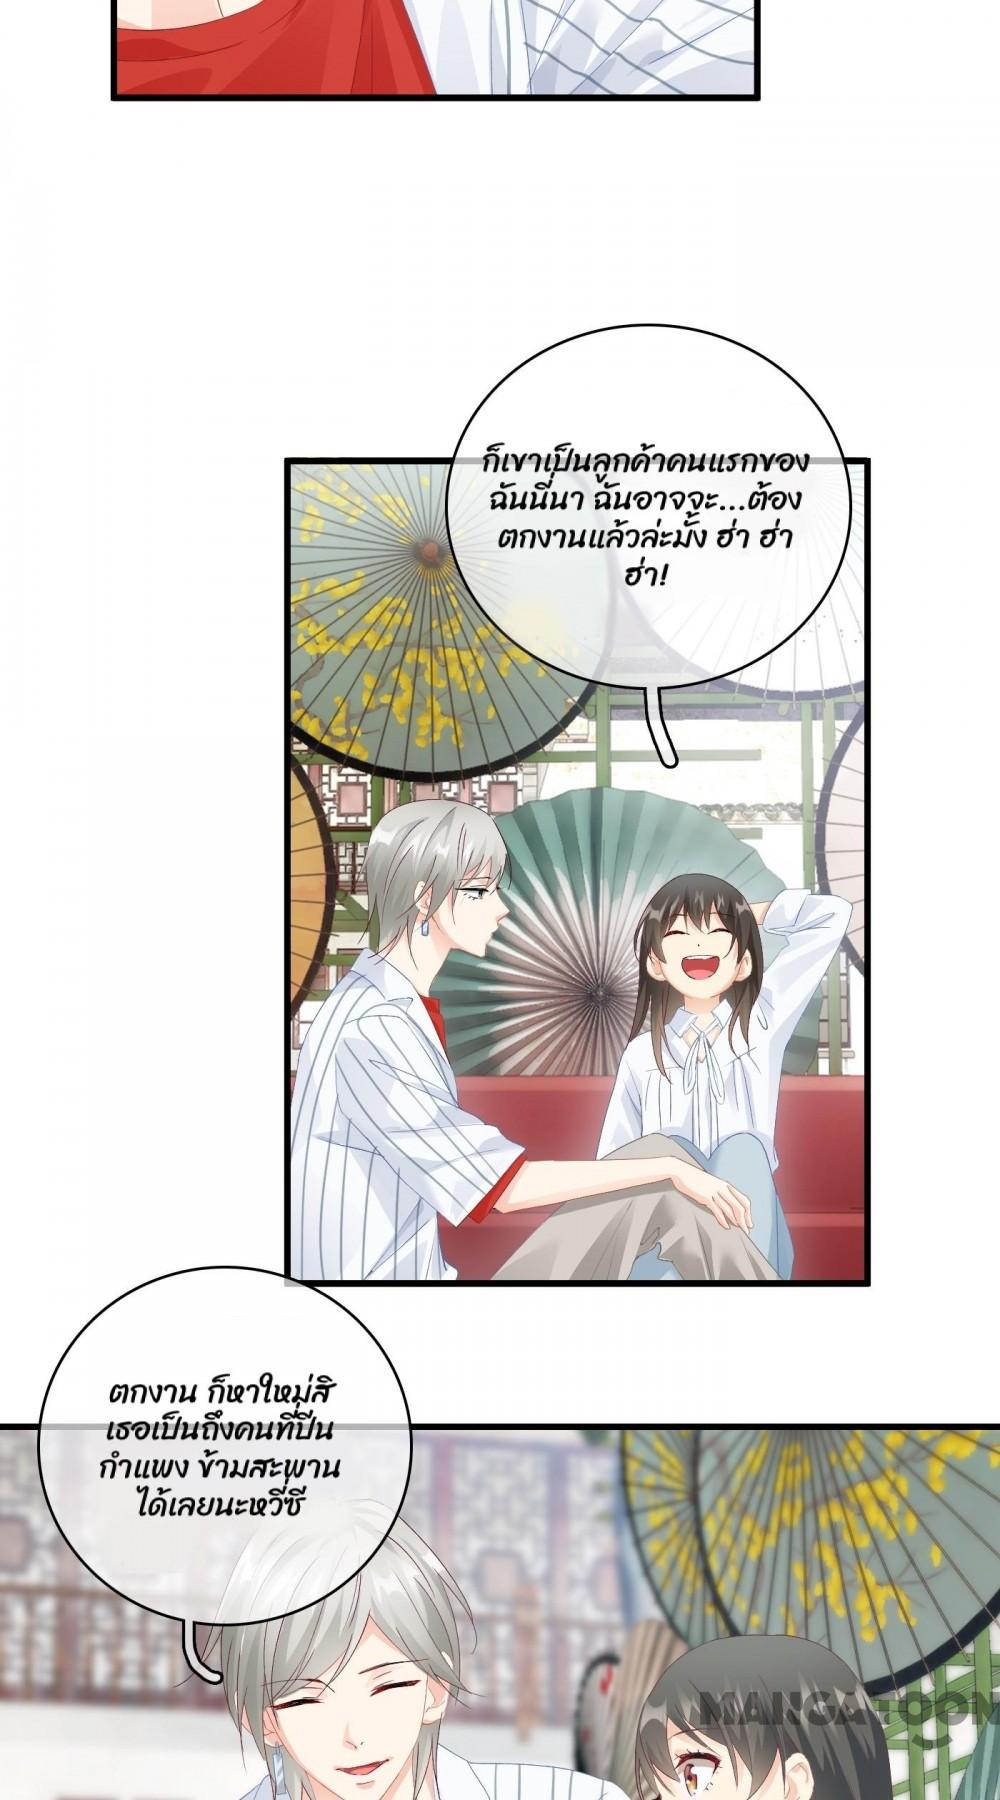 ก็เขาเป็นลูกค้าคนแรกของ
ฉันนี่นา ฉันอาจจะ...ต้อง
ตกงานแล้วล่ะมั้ง ฮ่า ฮ่า
ฮ่า!
ตกงาน ก็หาใหม่สิ
เธอเป็นถึงคนที่ปีน
กำแพง ข้ามสะพาน
ได้เลยนะหวี่ซี
MANGATOON